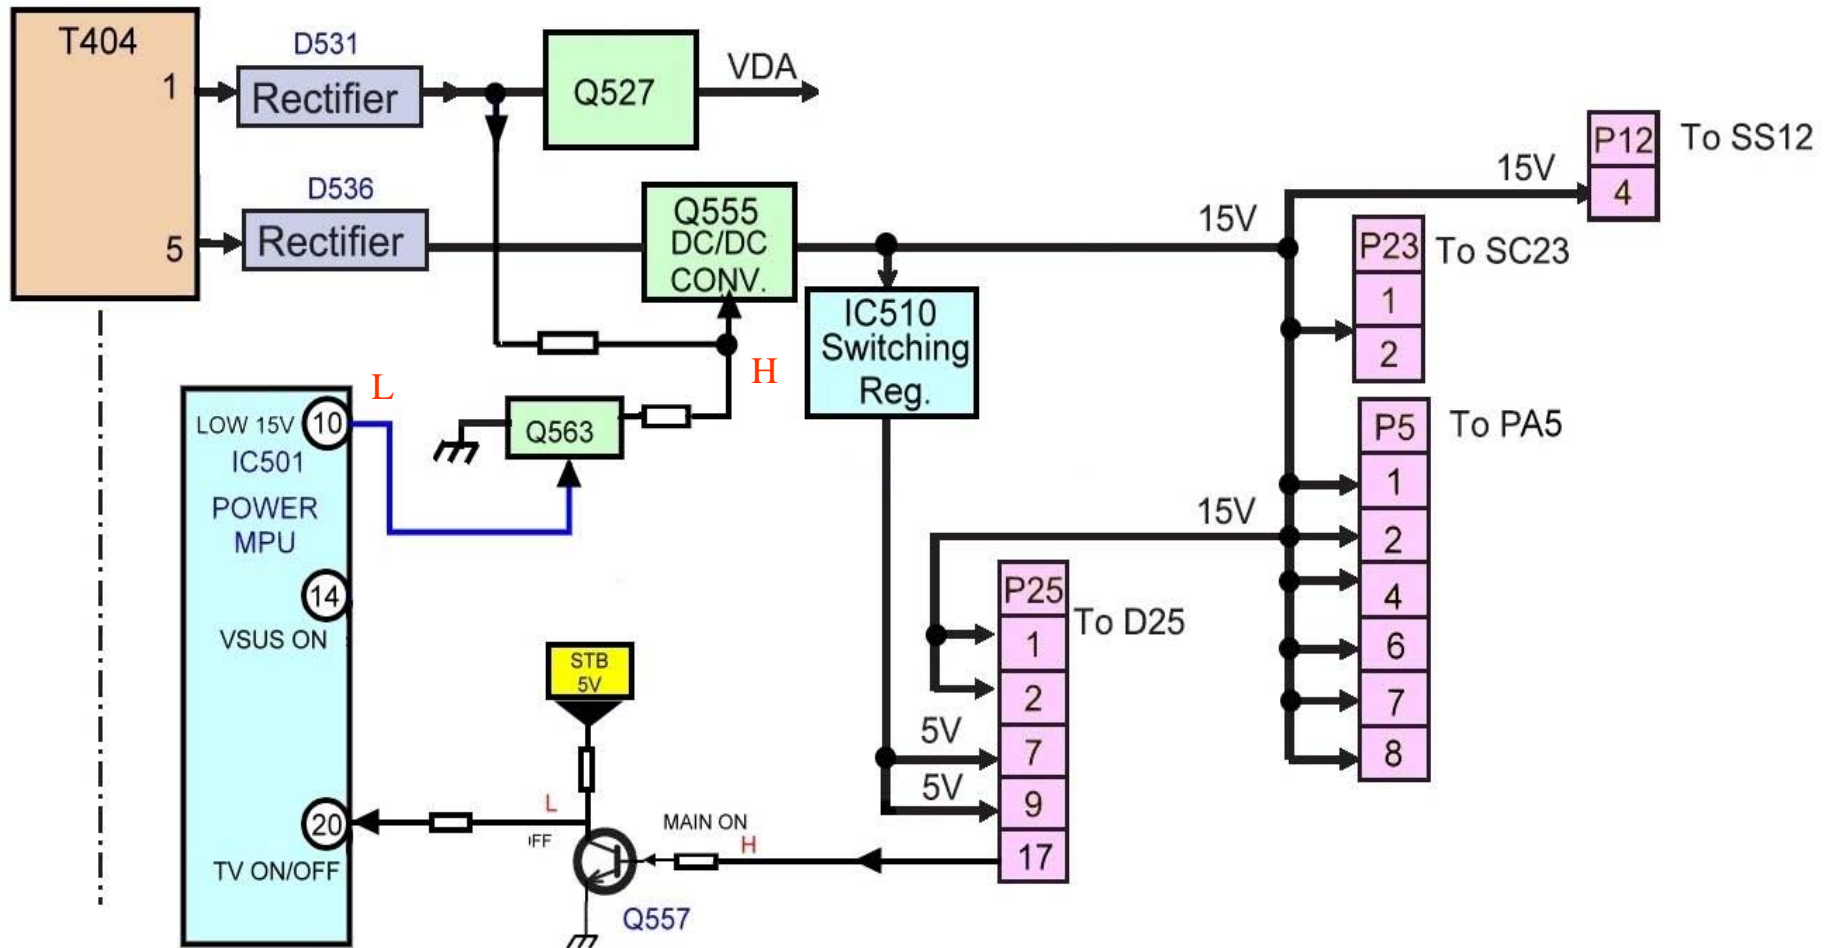 T404
1
5
D531
Rectifier
D536
Rectifier
Q527
VDA
Q555
DC/DC
CONV.
15V
15V
P12
4
To SS12
P23
1
2
To SC23
IC510
Switching
Reg.
H
L
LOW 15V
10
IC501
POWER
MPU
14
VSUS ON
20
TV ON/OFF
Q563
P5
1
2
4
6
7
8
To PA5
15V
P25
1
2
7
9
17
To D25
5V
5V
STB
5V
L
MAIN ON
H
Q557